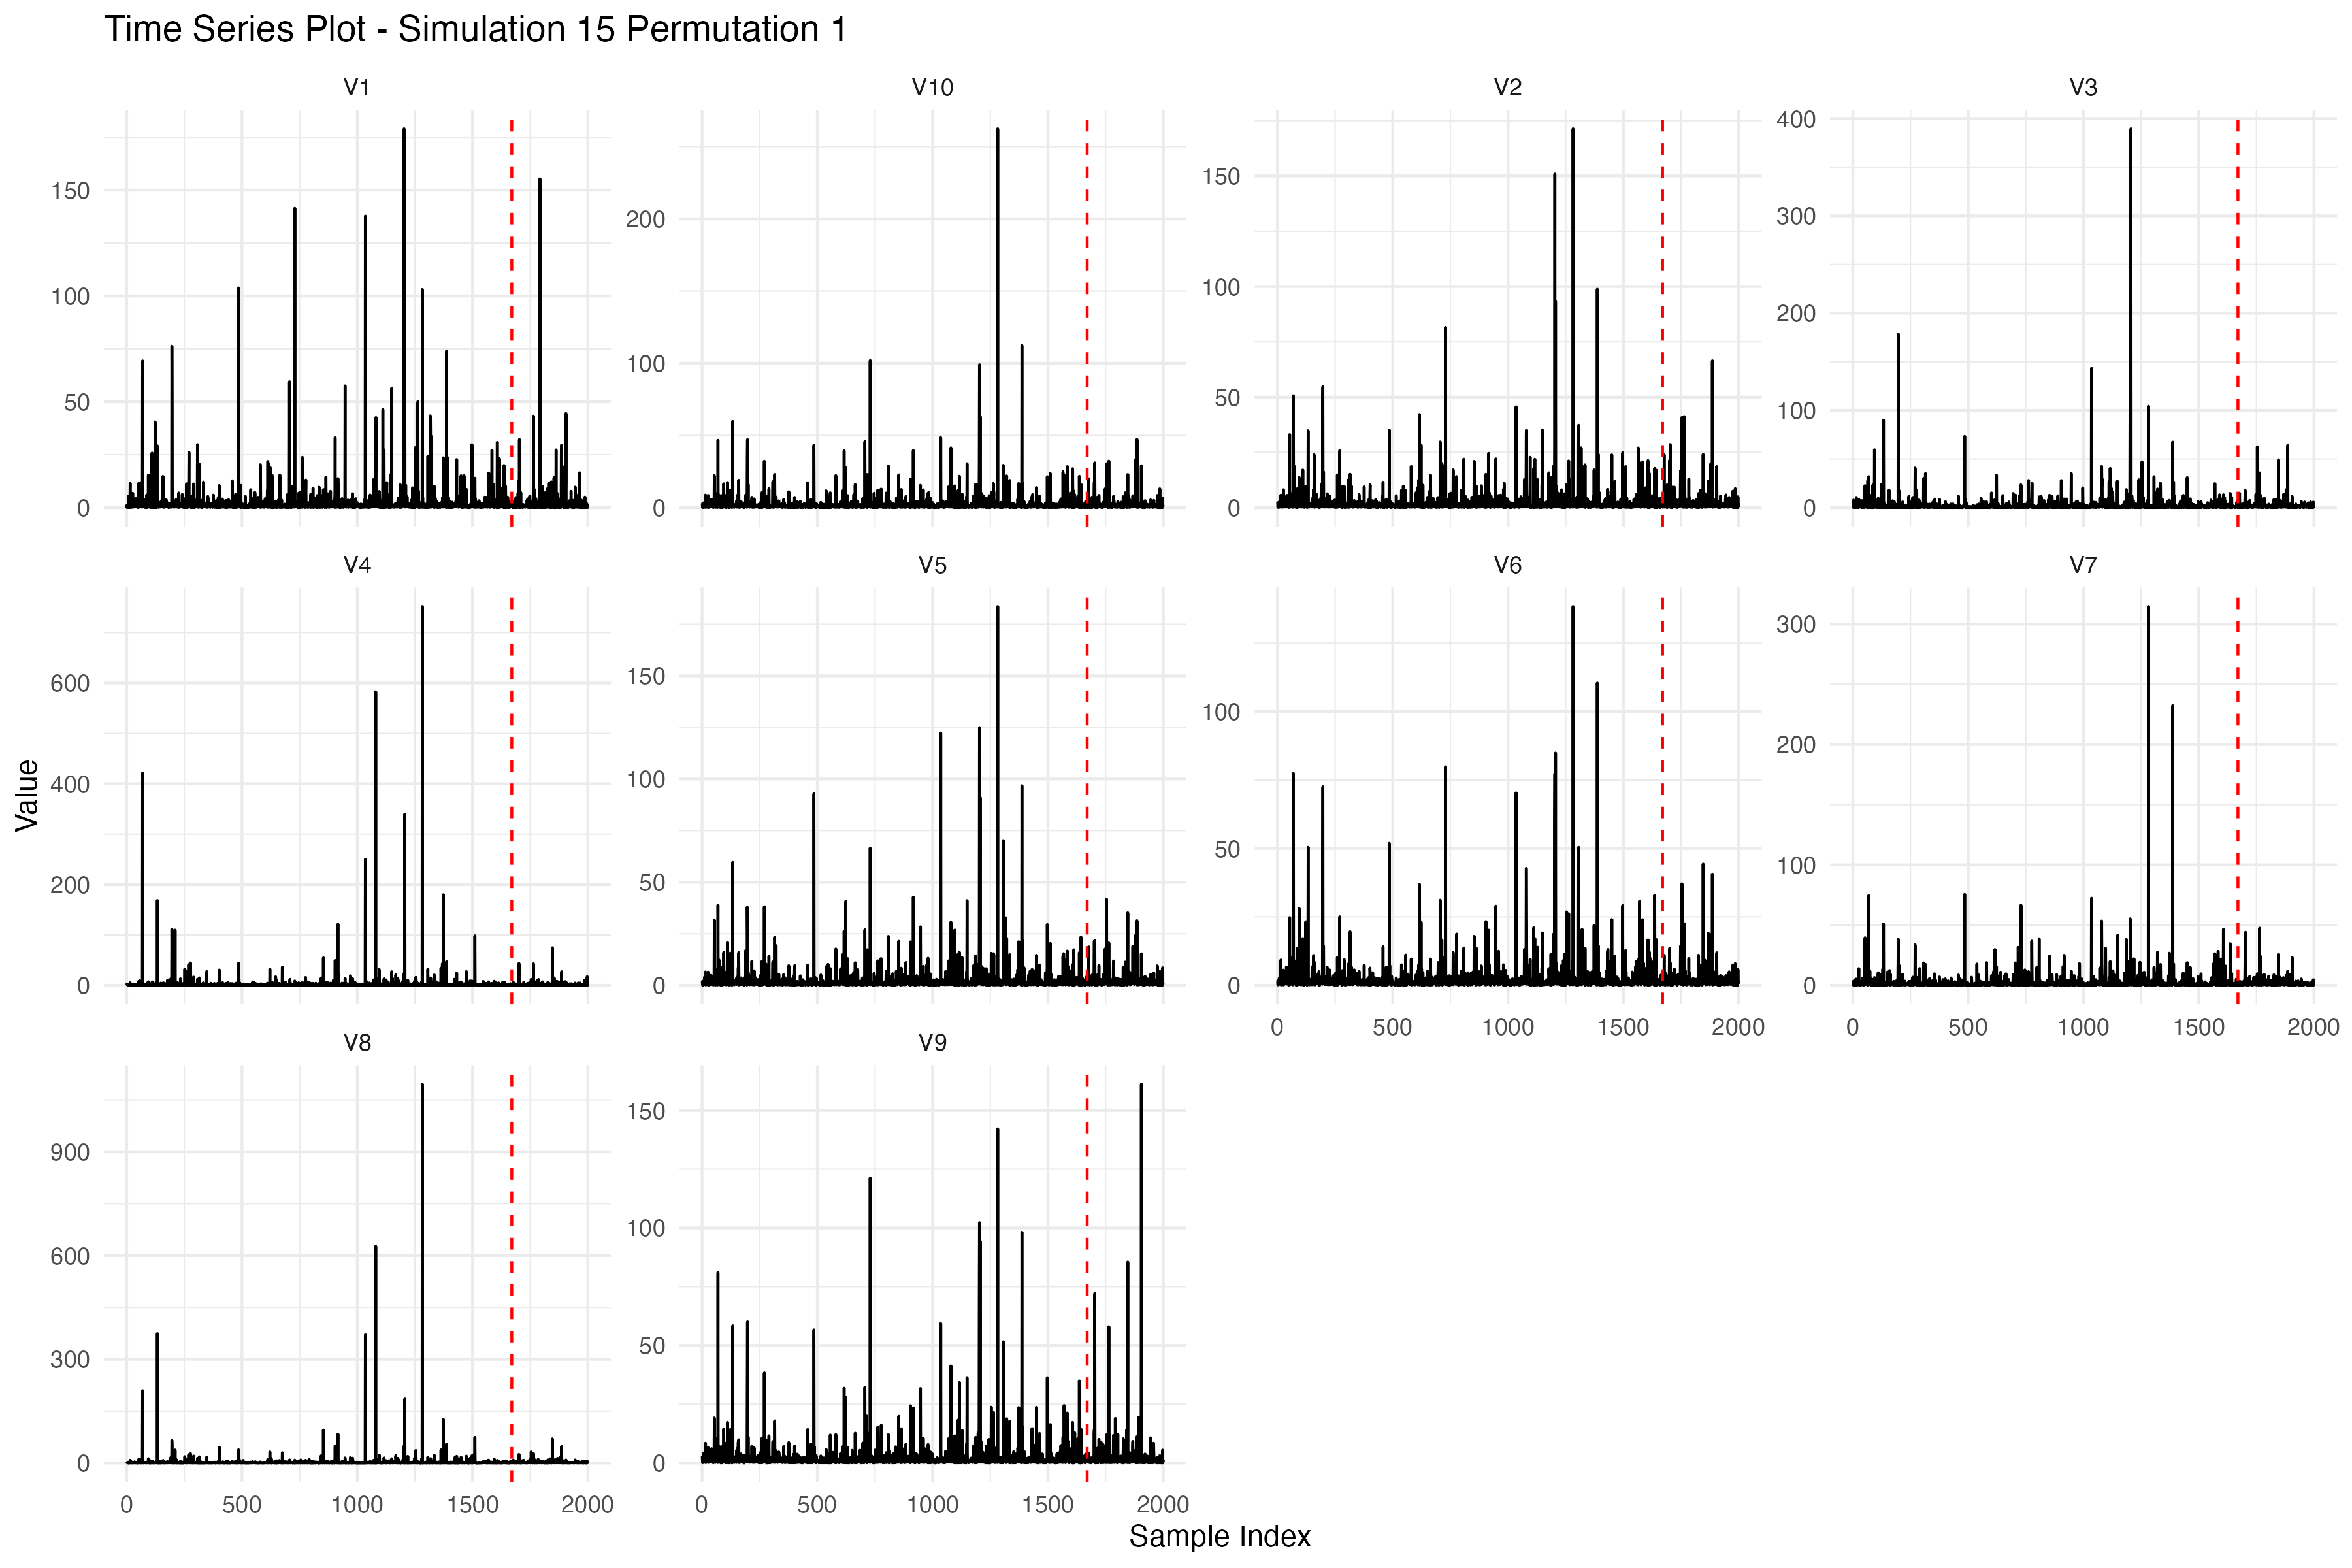 Time Series Plot - Simulation 15 Permutation 1
V1 V10 V2 V3
150 100 50 0
200 100 0
150 100 50 0
400 300 200 100 0
V4 V5 V6 V7
Value
600 400 200 0
150 100 50 0
100 50 0
300 200 100 0
0 500 1000 1500 2000
0 500 1000 1500 2000
V8 V9
900 600 300 0
150 100 50 0
0 500 1000 1500 2000
0 500 1000 1500 2000
Sample Index